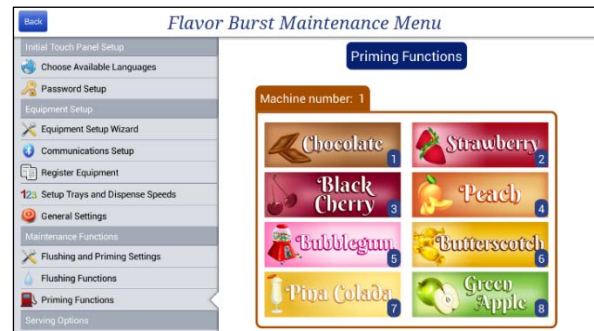 Back
Flavor Burst Maintenance Menu
Initial Touch Panel Setup
Choose Available Languages
Password Setup
Equipment Setup
Equipment Setup Wizard
Communications Setup
Register Equipment
123 Setup Trays and Dispense Speeds
General Settings
Maintenance Functions
Flushing and Priming Settings
Flushing Functions
Priming Functions
Serving Options
Priming Functions
Machine number: 1
Chocolate 1
Strawberry 2
Black
Cherry 3
Peach 4
Bubblegum 5
Butterscotch 6
Pina Colada 7
Green
Apple 8